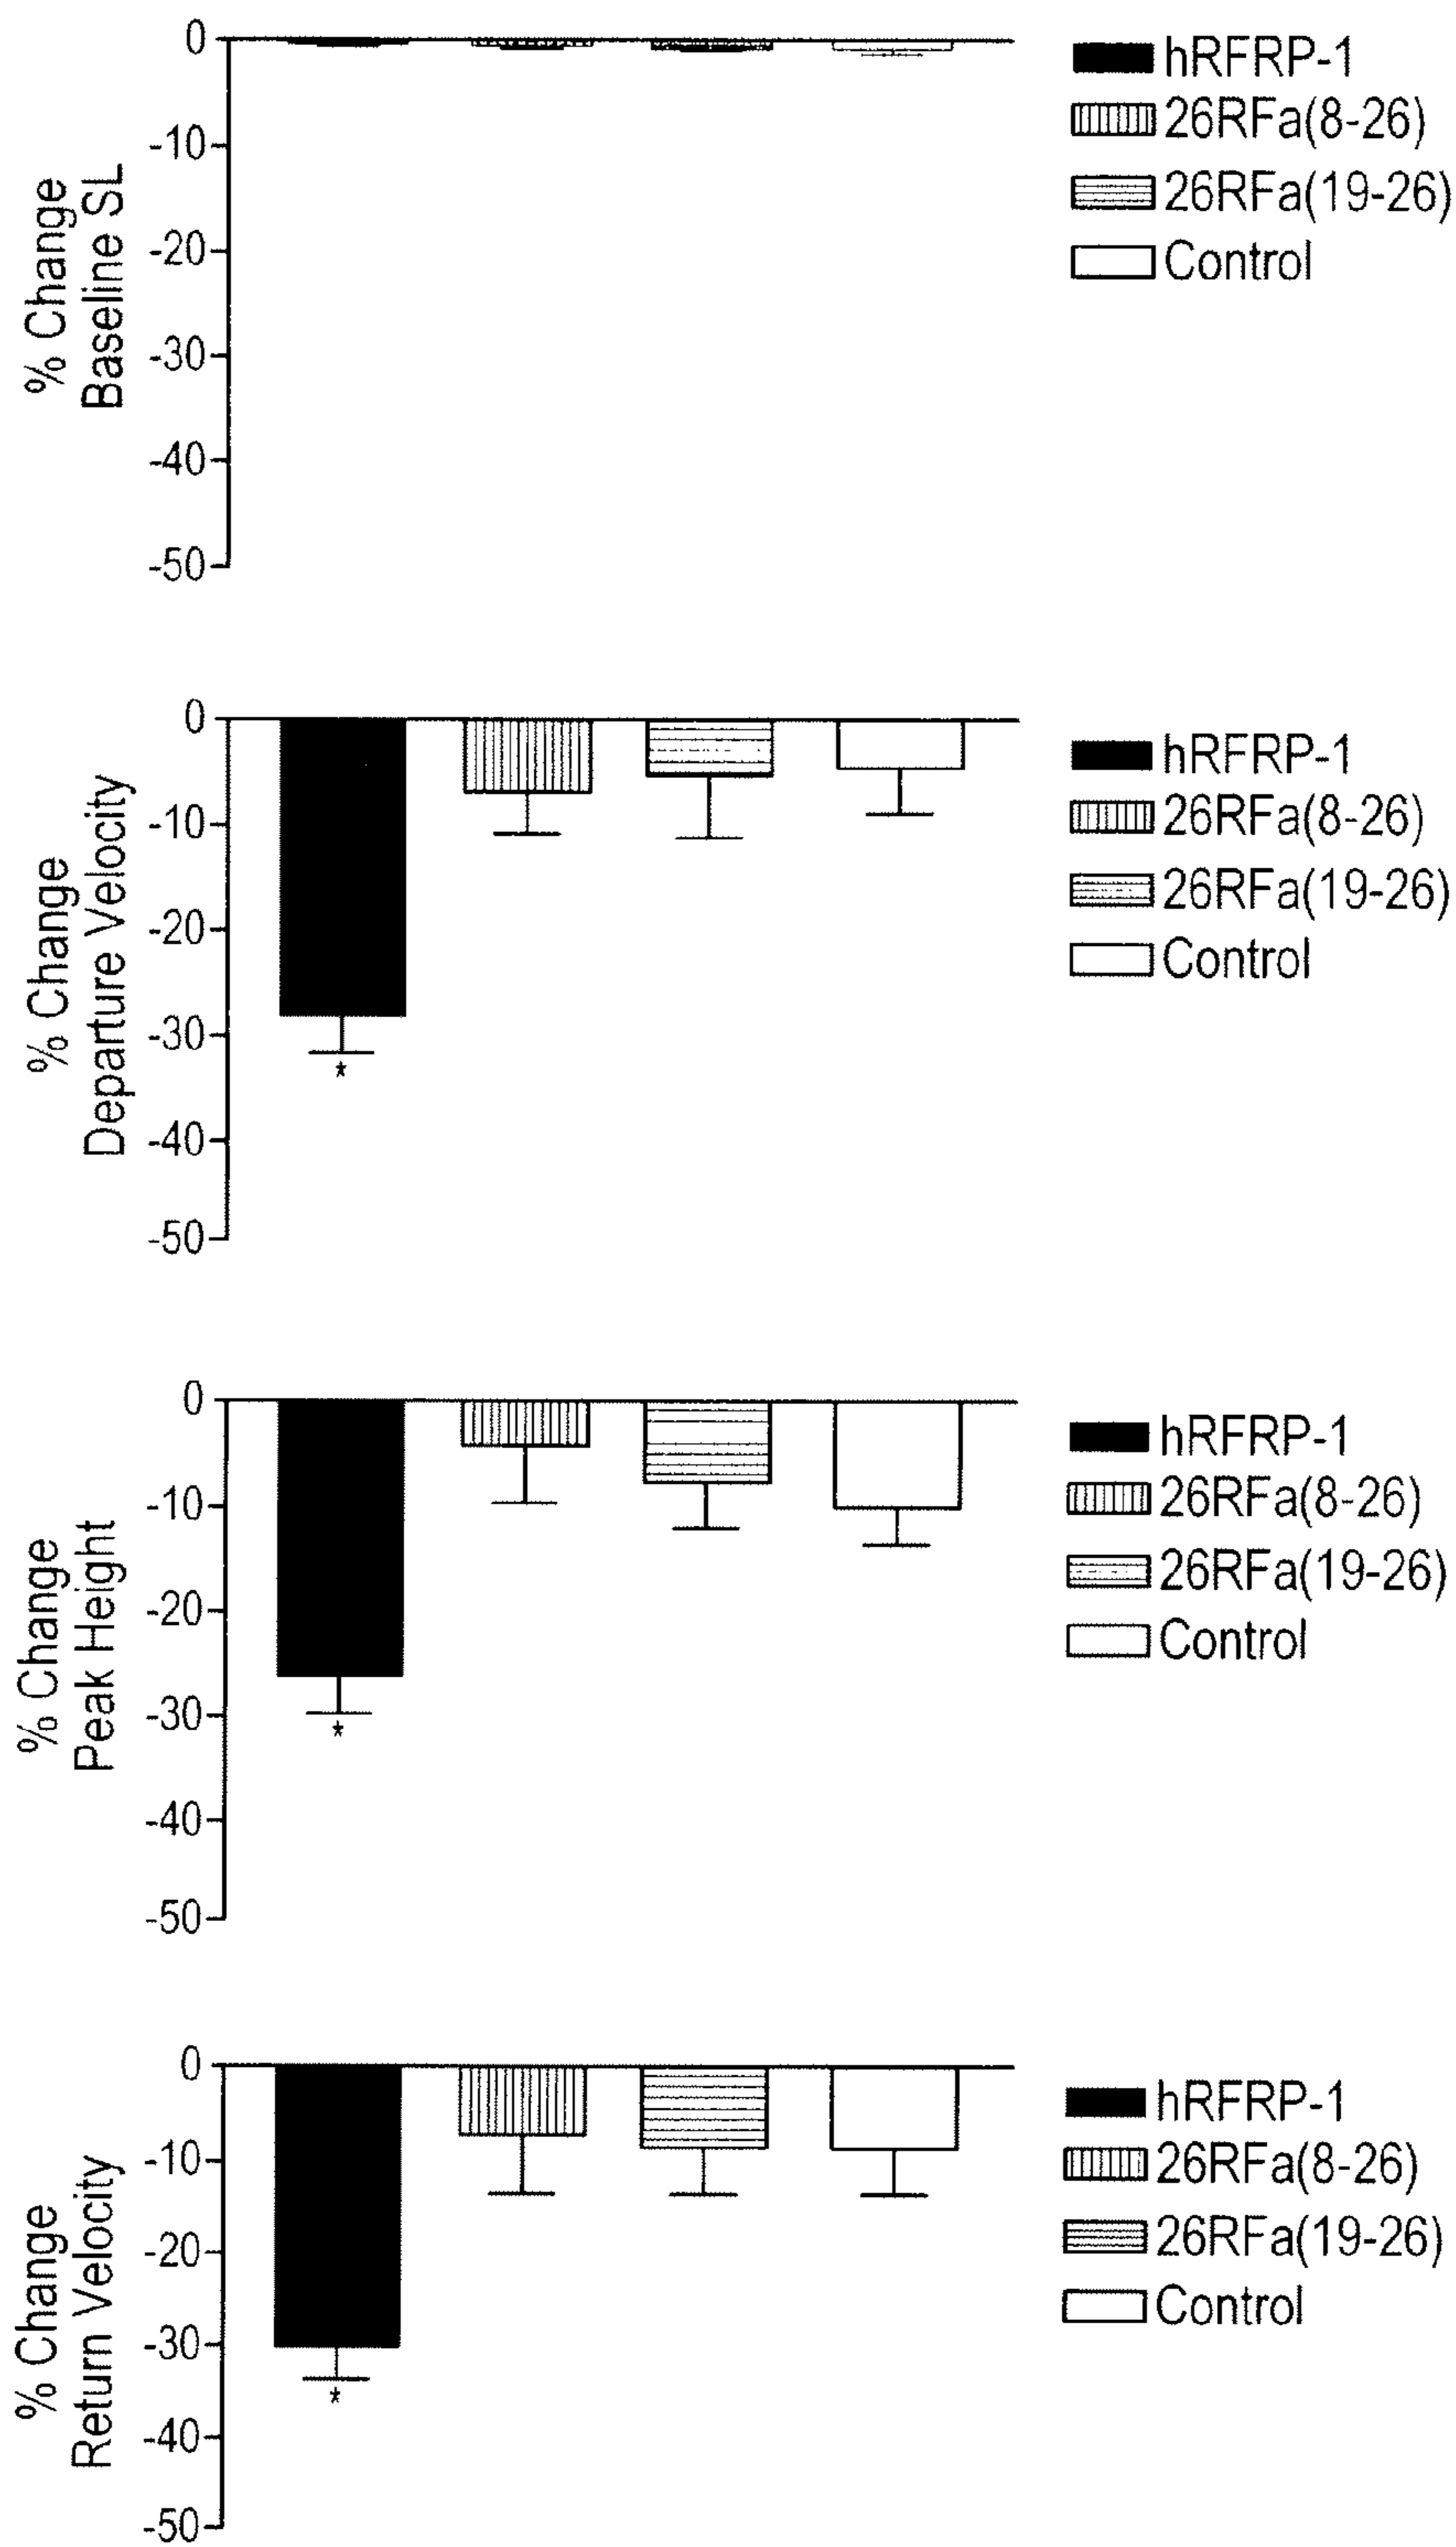 % Change
Baseline SL
0
-10
-20
-30
-40
-50
hRFRP-1
26RFa(8-26)
26RFa(19-26)
Control
% Change
Departure Velocity
0
-10
-20
-30
-40
-50
*
hRFRP-1
26RFa(8-26)
26RFa(19-26)
Control
% Change
Peak Height
0
-10
-20
-30
-40
-50
*
hRFRP-1
26RFa(8-26)
26RFa(19-26)
Control
% Change
Return Velocity
0
-10
-20
-30
-40
-50
*
hRFRP-1
26RFa(8-26)
26RFa(19-26)
Control